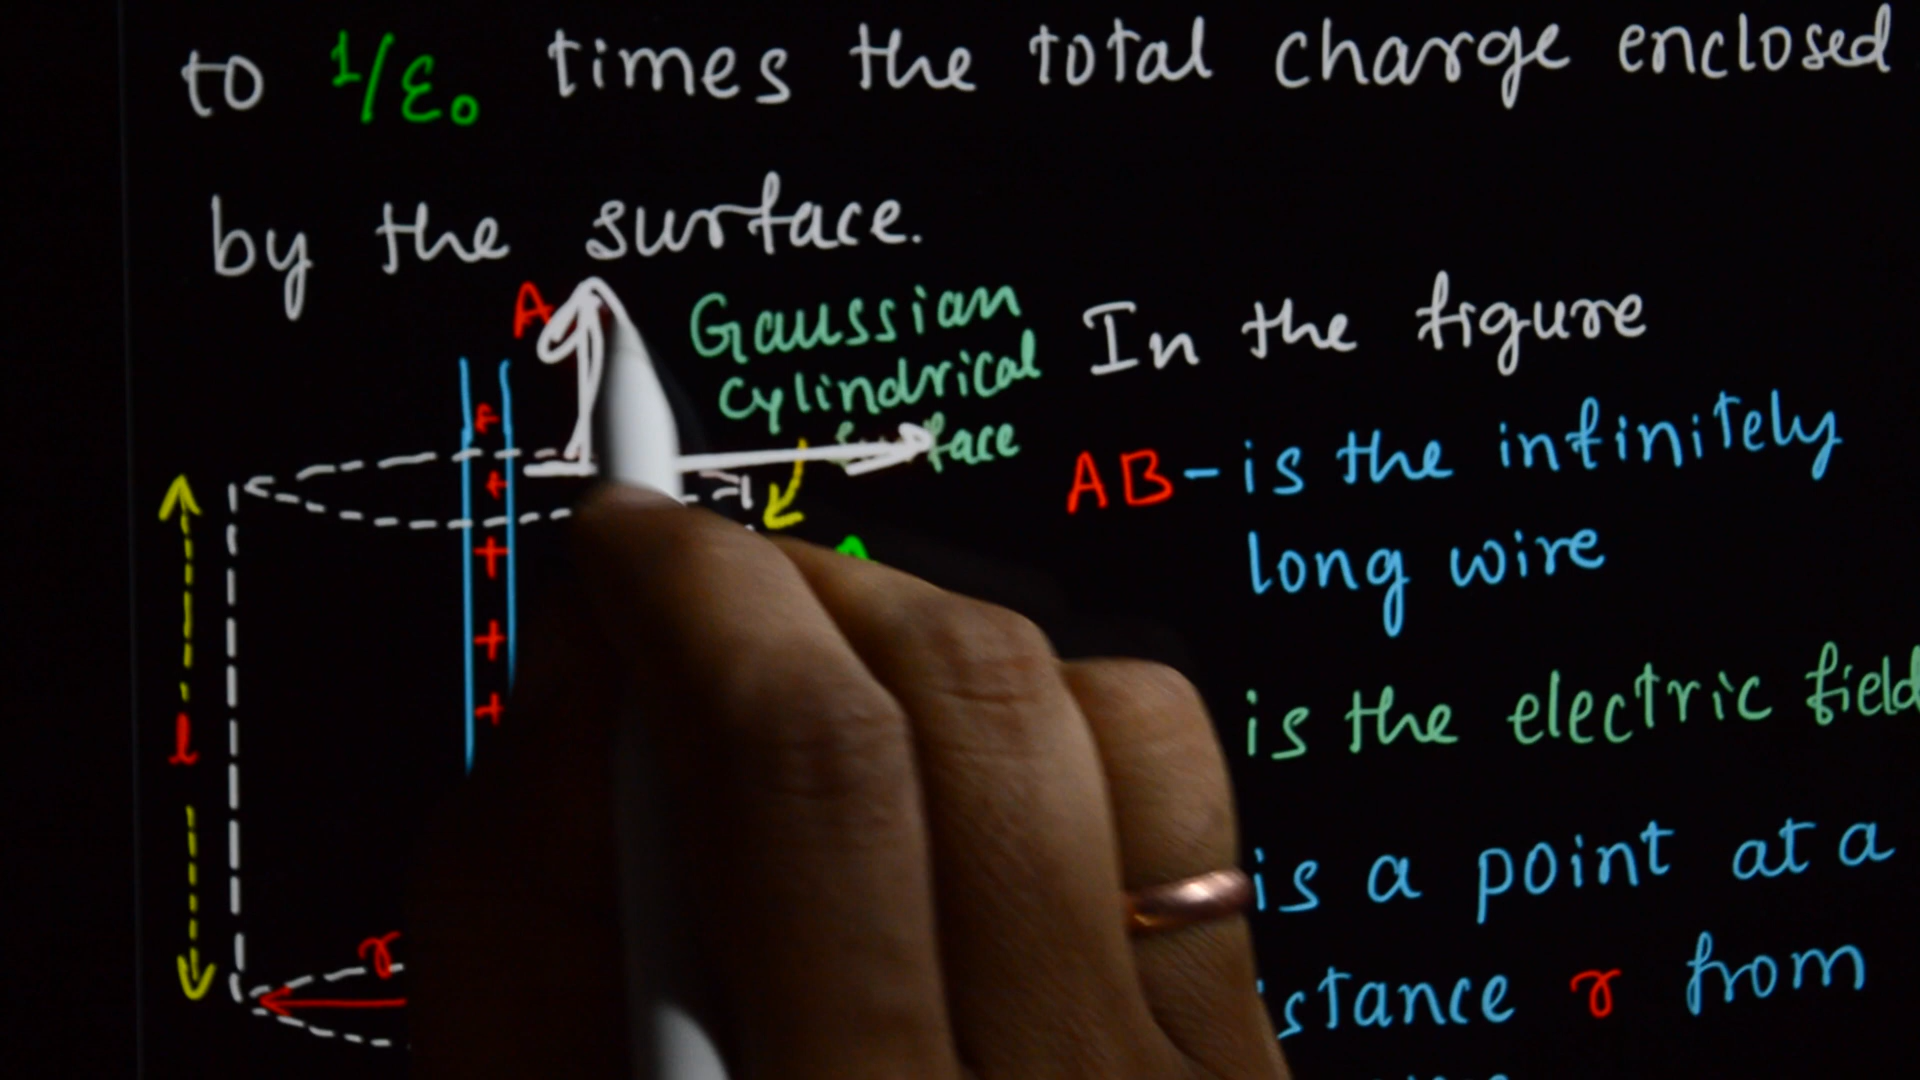 to 1/ε₀ times the total charge enclosed
by the surface.
A
Gaussian
Cylindrical
In the figure
AB - is the infinitely
long wire
+
+
+
+
+
l
is the electric field
is a point at a
r
r from